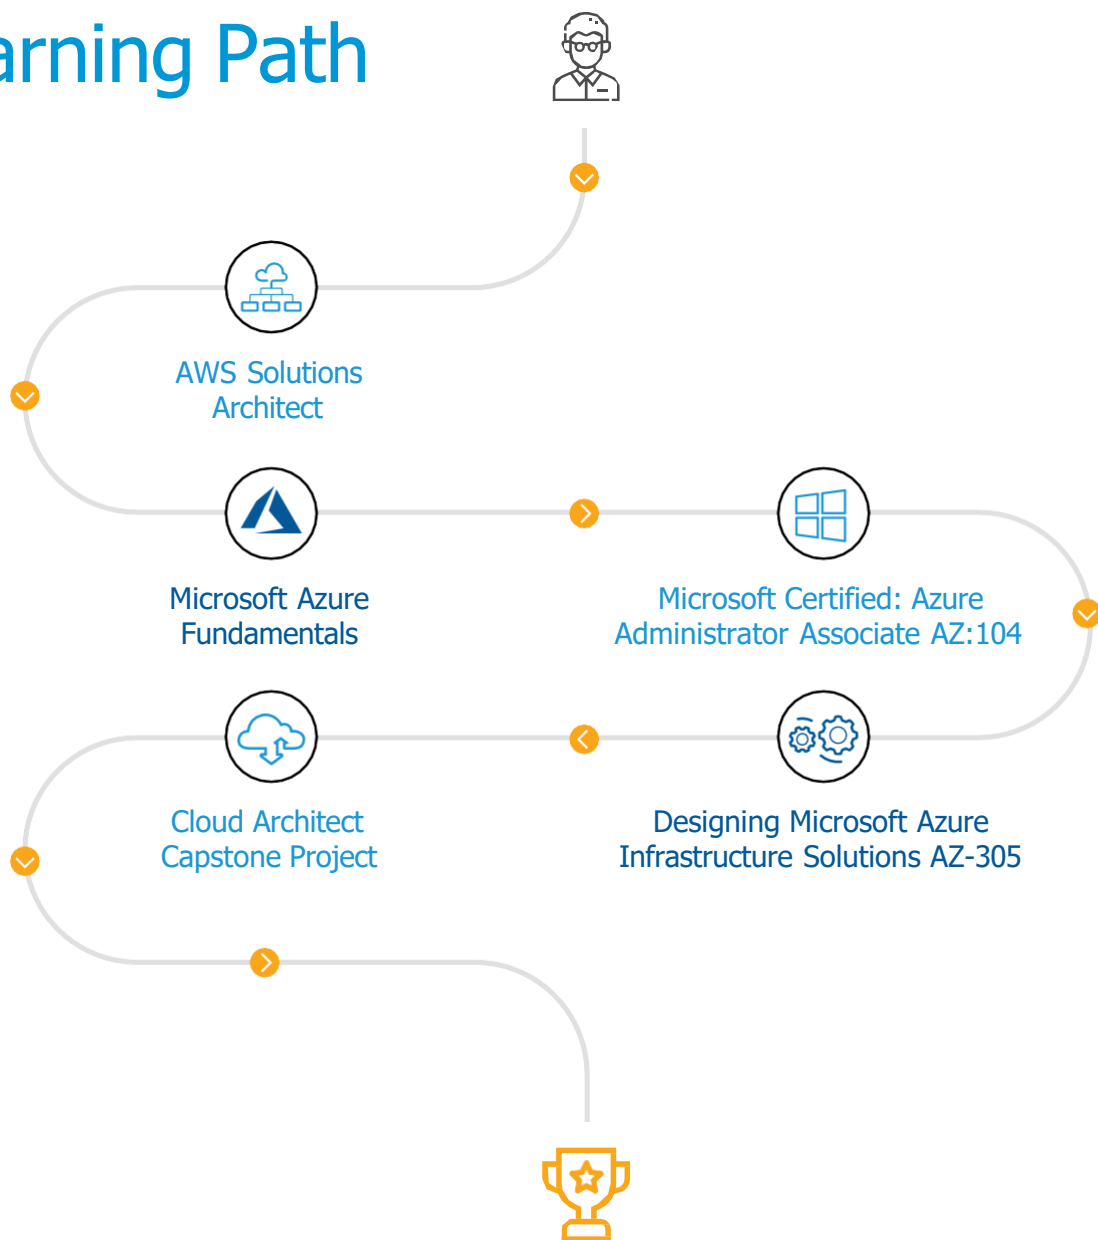 arning Path
AWS Solutions
Architect
Microsoft Azure
Fundamentals
Microsoft Certified: Azure
Administrator Associate AZ:104
Designing Microsoft Azure
Infrastructure Solutions AZ-305
Cloud Architect
Capstone Project